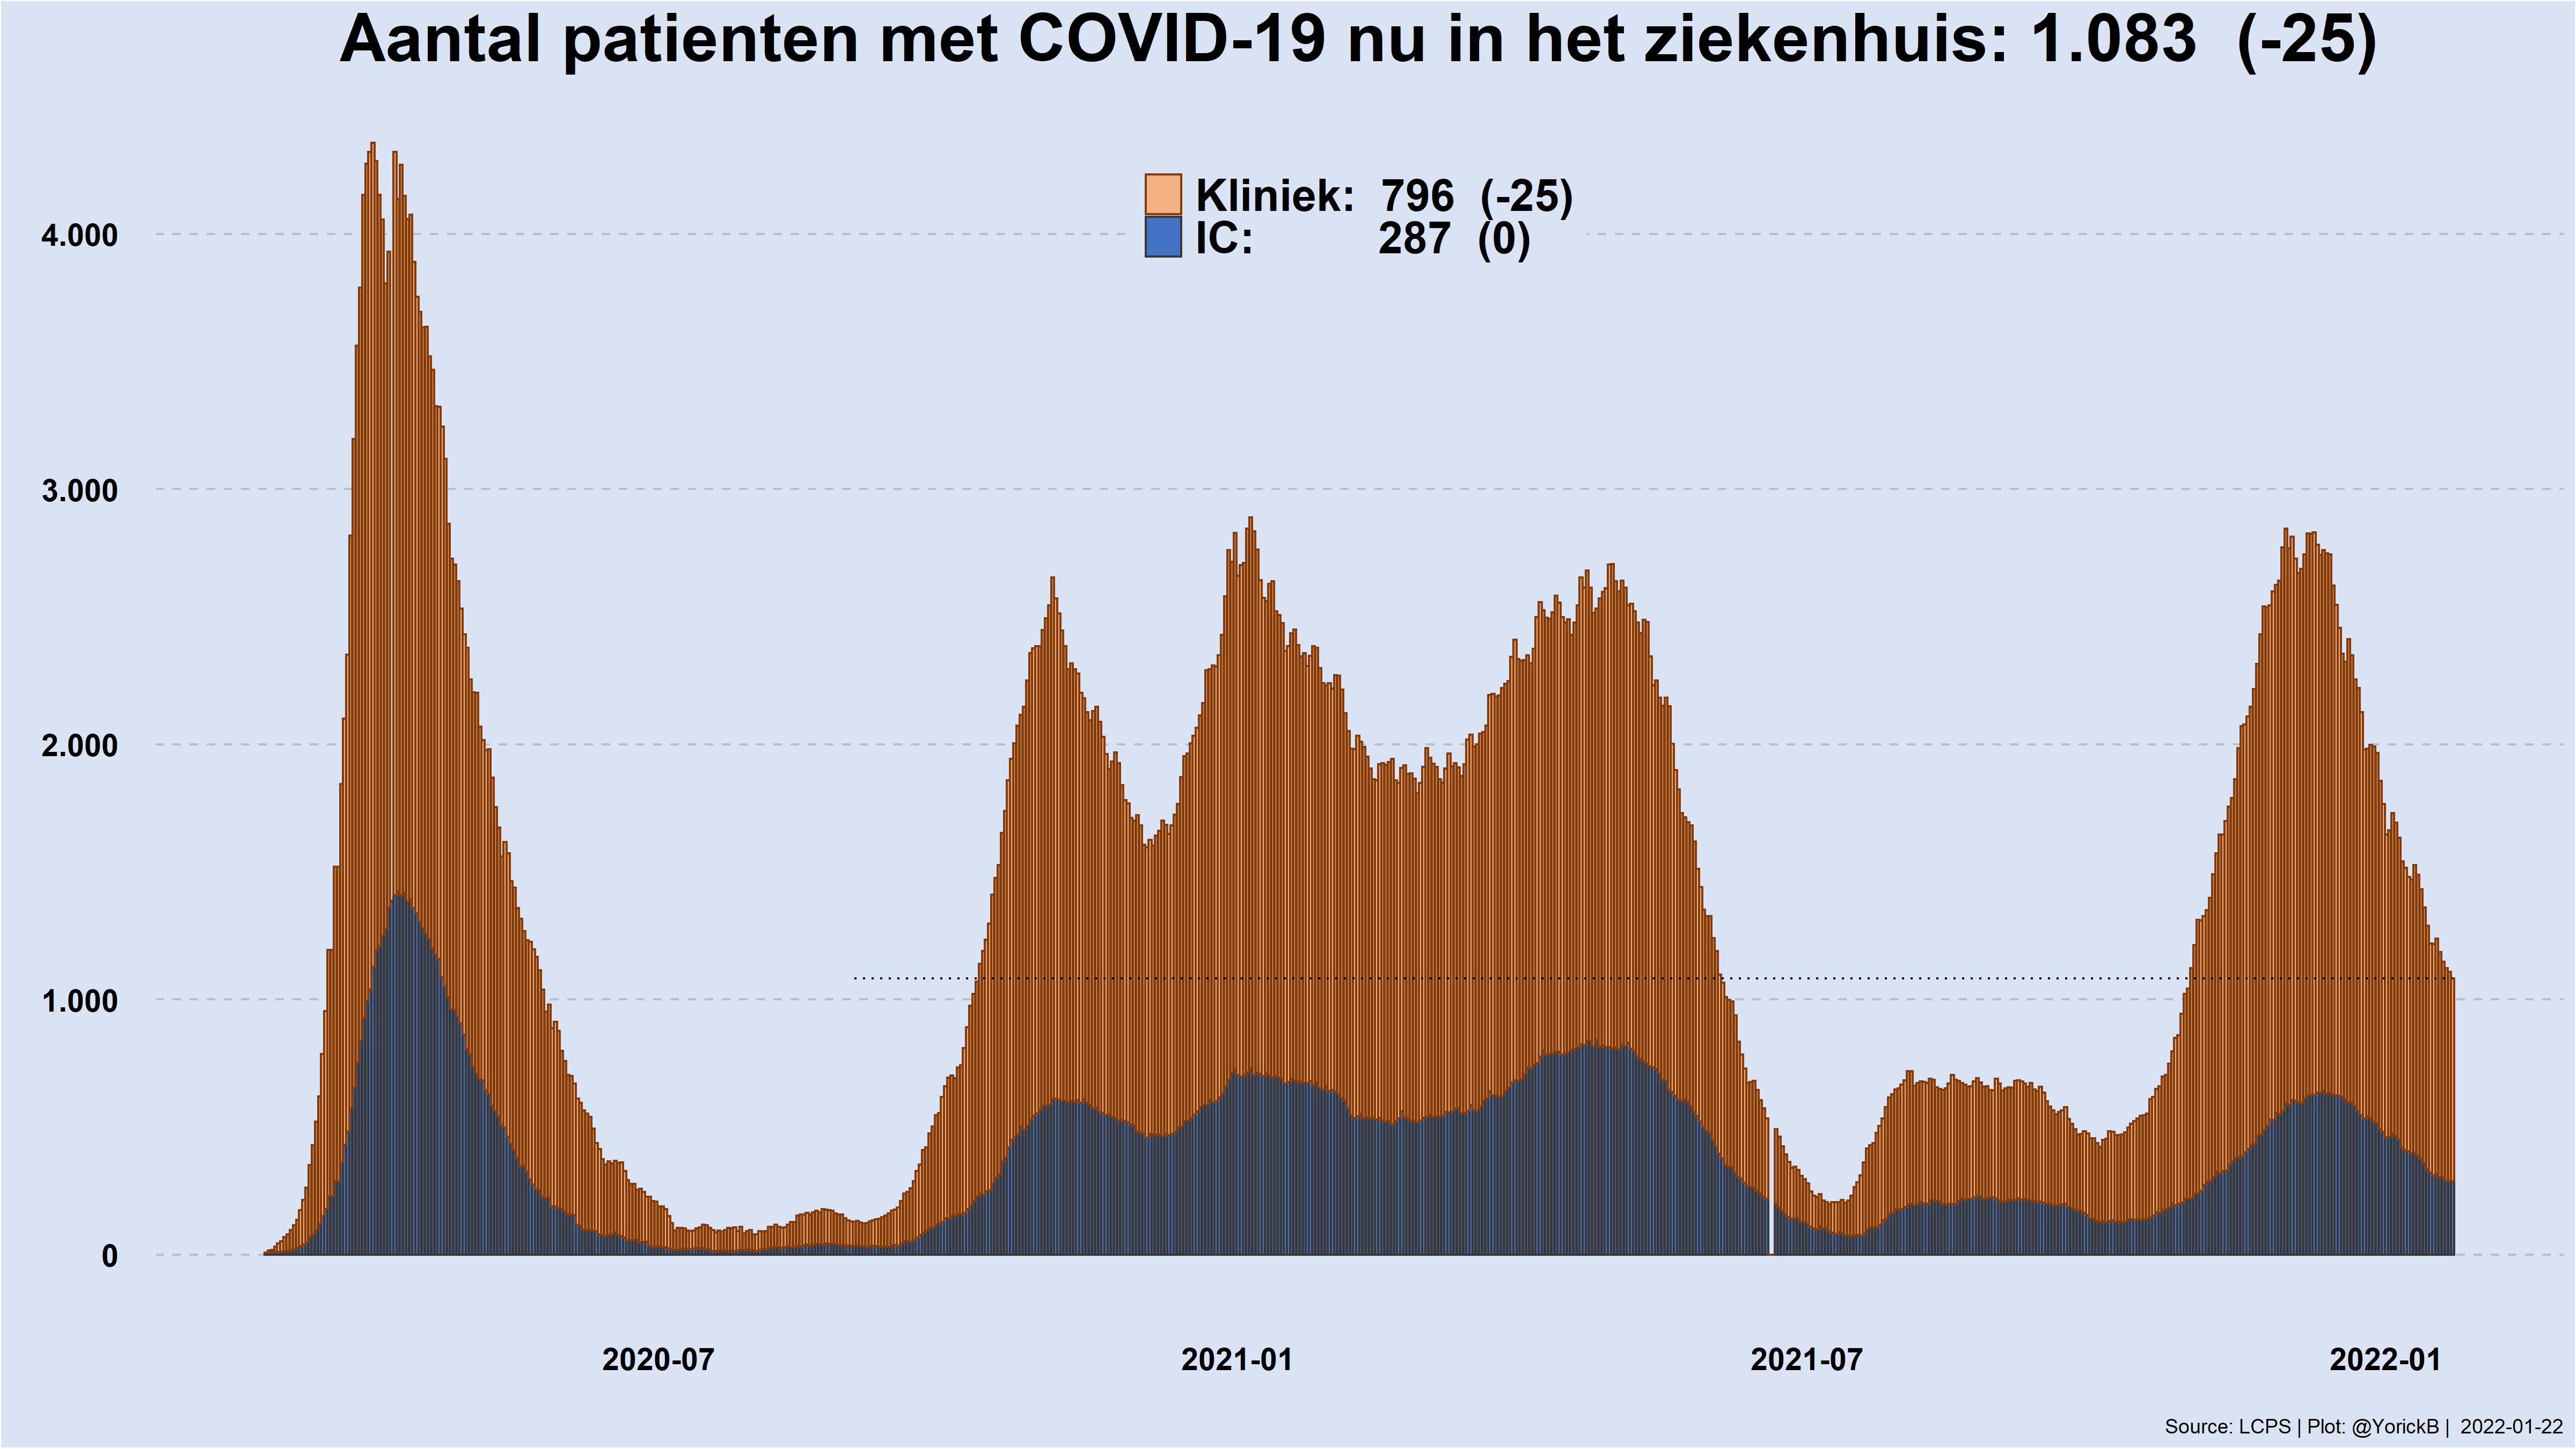 Aantal patienten met COVID-19 nu in het ziekenhuis: 1.083 (-25)
Kliniek: 796 (-25)
IC: 287 (0)
4.000
3.000
2.000
1.000
0
2020-07 2021-01 2021-07 2022-01
Source: LCPS | Plot: @YorickB | 2022-01-22